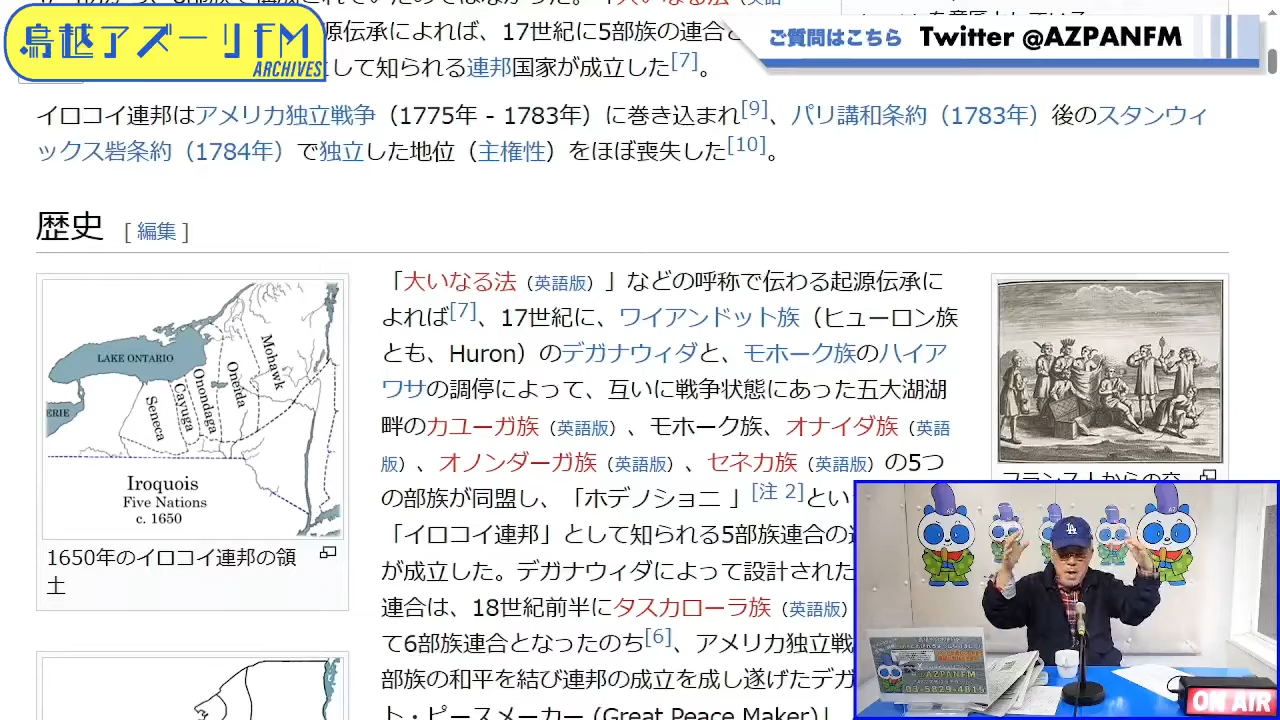 鳥越アズーリFM
ARCHIVES
ご質問はこちら Twitter @AZPANFM
源伝承によれば、17世紀に5部族の連合と
して知られる連邦国家が成立した[7]。
イロコイ連邦はアメリカ独立戦争（1775年 - 1783年）に巻き込まれ[9]、パリ講和条約（1783年）後のスタンウィ
ックス砦条約（1784年）で独立した地位（主権性）をほぼ喪失した[10]。
歴史 [ 編集 ]
LAKE ONTARIO
ERIE
Mohawk
Oneida
Onondaga
Cayuga
Seneca
Iroquois
Five Nations
c. 1650
1650年のイロコイ連邦の領
土
「大いなる法（英語版）」などの呼称で伝わる起源伝承に
よれば[7]、17世紀に、ワイアンドット族（ヒューロン族
とも、Huron）のデガナウィダと、モホーク族のハイア
ワサの調停によって、互いに戦争状態にあった五大湖湖
畔のカユーガ族（英語版）、モホーク族、オナイダ族（英語
版）、オノンダーガ族（英語版）、セネカ族（英語版）の5つ
の部族が同盟し、「ホデノショニ 」[注 2]とい
「イロコイ連邦」として知られる5部族連合の
が成立した。デガナウィダによって設計された
連合は、18世紀前半にタスカローラ族（英語版）
て6部族連合となったのち[6]、アメリカ独立戦
部族の和平を結び連邦の成立を成し遂げたデガ
ト・ピースメーカー (Great Peace Maker)」
@AZPANFM
03-5829-4815
LA
ON AIR